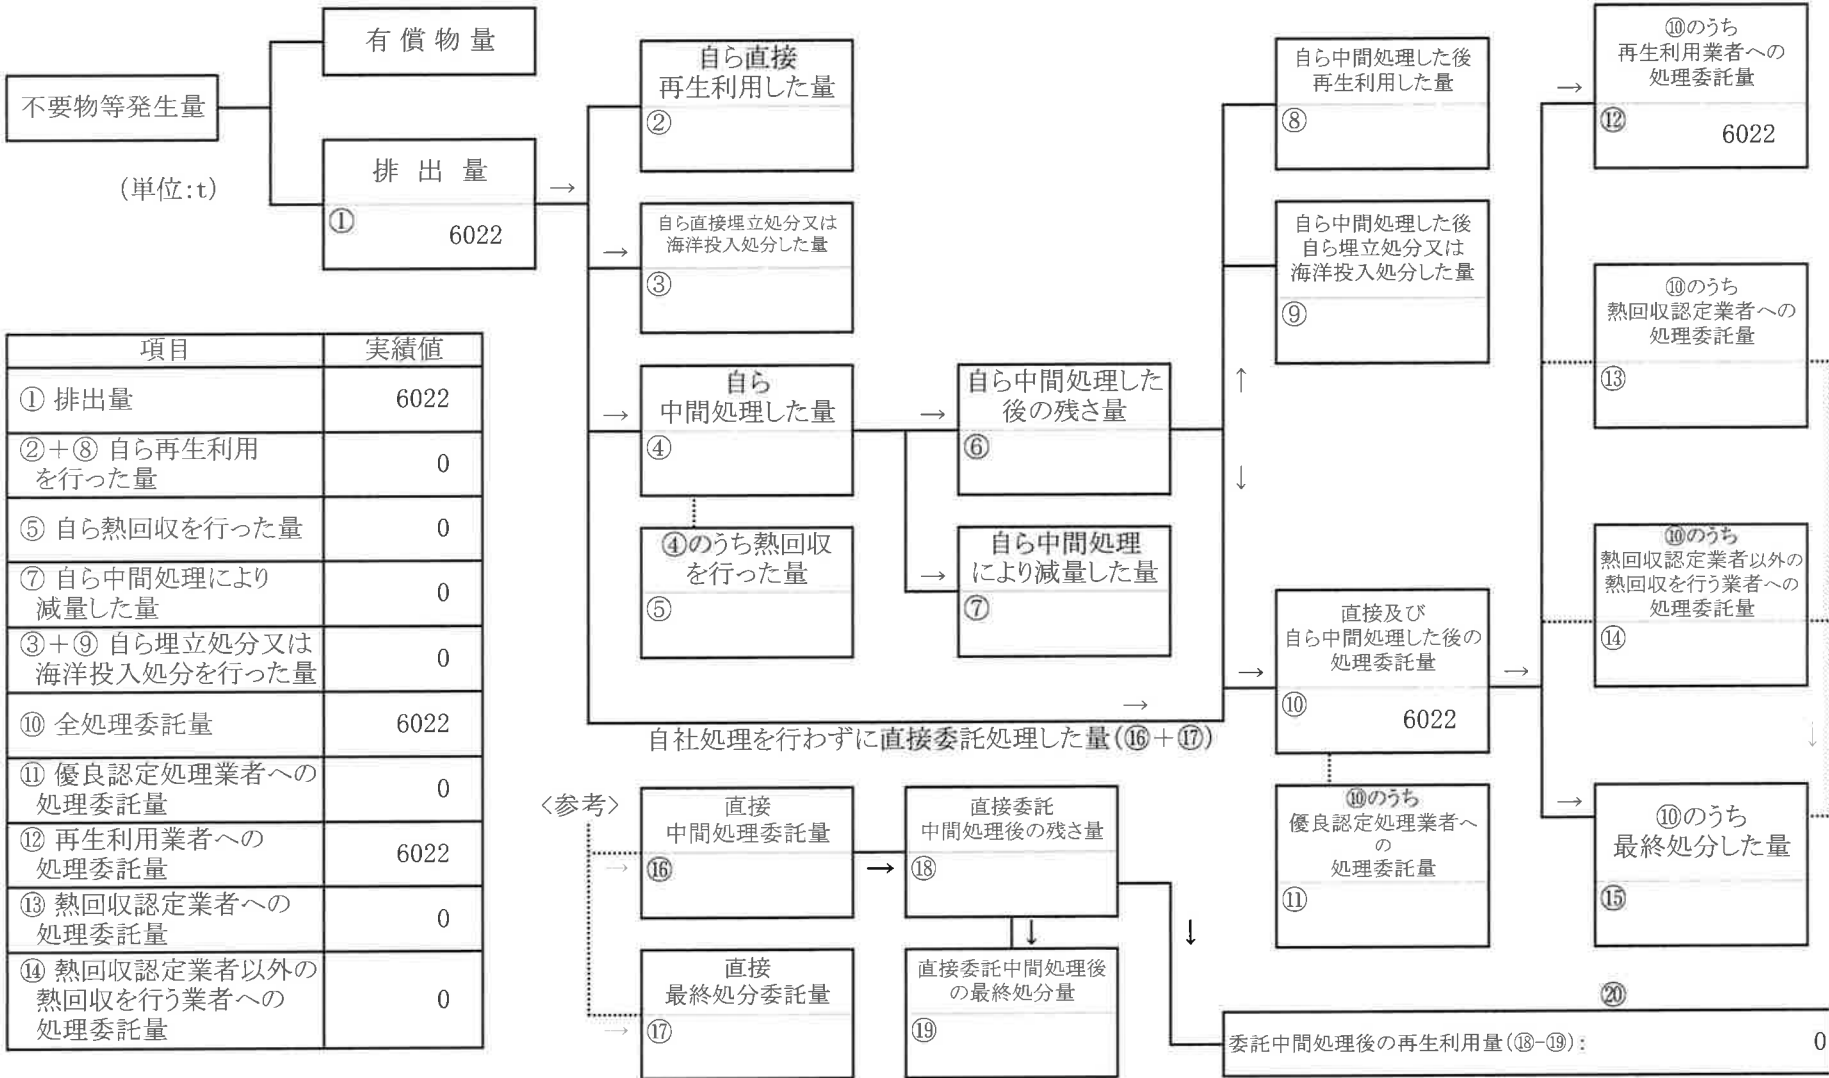 有償物量
不要物等発生量
(単位:t)
排出量
①
6022
→
自ら直接
再生利用した量
②
→
自ら直接埋立処分又は
海洋投入処分した量
③
→
自ら
中間処理した量
④
④のうち熱回収
を行った量
⑤
→
自ら中間処理した
後の残さ量
⑥
→
自ら中間処理
により減量した量
⑦
自ら中間処理した後
再生利用した量
⑧
自ら中間処理した後
自ら埋立処分又は
海洋投入処分した量
⑨
↑
↓
→
自社処理を行わずに直接委託処理した量(⑯+⑰)
→
直接及び
自ら中間処理した後の
処理委託量
⑩
6022
→
⑩のうち
優良認定処理業者へ
の
処理委託量
⑪
→
⑩のうち
再生利用業者への
処理委託量
⑫
6022
⑩のうち
熱回収認定業者への
処理委託量
⑬
⑩のうち
熱回収認定業者以外の
熱回収を行う業者への
処理委託量
⑭
↓
→
⑩のうち
最終処分した量
⑮
項目 実績値
① 排出量 6022
②+⑧ 自ら再生利用
を行った量 0
⑤ 自ら熱回収を行った量 0
⑦ 自ら中間処理により
減量した量 0
③+⑨ 自ら埋立処分又は
海洋投入処分を行った量 0
⑩ 全処理委託量 6022
⑪ 優良認定処理業者への
処理委託量 0
⑫ 再生利用業者への
処理委託量 6022
⑬ 熱回収認定業者への
処理委託量 0
⑭ 熱回収認定業者以外の
熱回収を行う業者への
処理委託量 0
<参考>
→
直接
中間処理委託量
⑯
→
直接委託
中間処理後の残さ量
⑱
↓
↓
→
直接
最終処分委託量
⑰
直接委託中間処理後
の最終処分量
⑲
⑳
委託中間処理後の再生利用量(⑱-⑲): 0